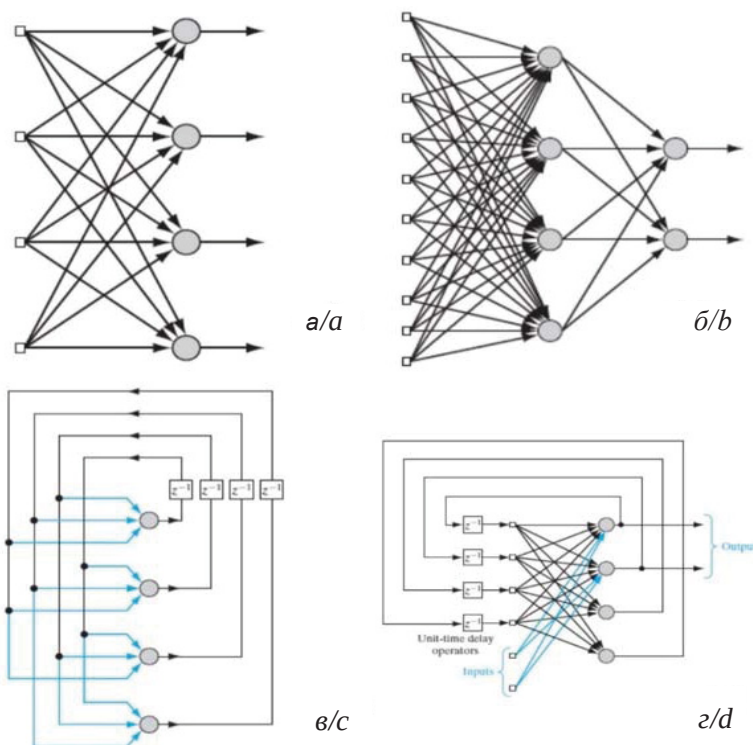 а/a
б/b
z⁻¹ z⁻¹ z⁻¹ z⁻¹
в/c
z⁻¹
z⁻¹
z⁻¹
z⁻¹
Outpu
Unit-time delay
operators
Inputs
г/d